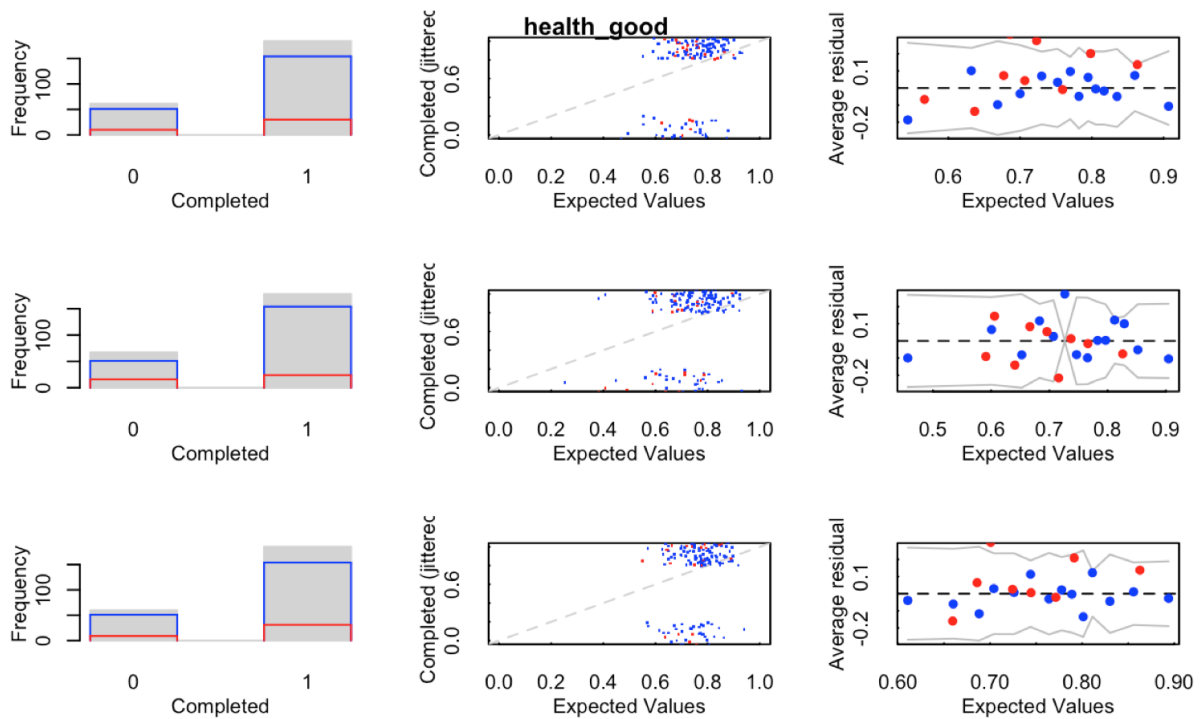 health_good
Frequency
0 100
0 1
Completed
Completed (jittered
0.0 0.6
0.0 0.2 0.4 0.6 0.8 1.0
Expected Values
Average residual
-0.2 0.1
0.6 0.7 0.8 0.9
Expected Values
Frequency
0 100
0 1
Completed
Completed (jittered
0.0 0.6
0.0 0.2 0.4 0.6 0.8 1.0
Expected Values
Average residual
-0.2 0.1
0.5 0.6 0.7 0.8 0.9
Expected Values
Frequency
0 100
0 1
Completed
Completed (jittered
0.0 0.6
0.0 0.2 0.4 0.6 0.8 1.0
Expected Values
Average residual
-0.2 0.1
0.60 0.70 0.80 0.90
Expected Values